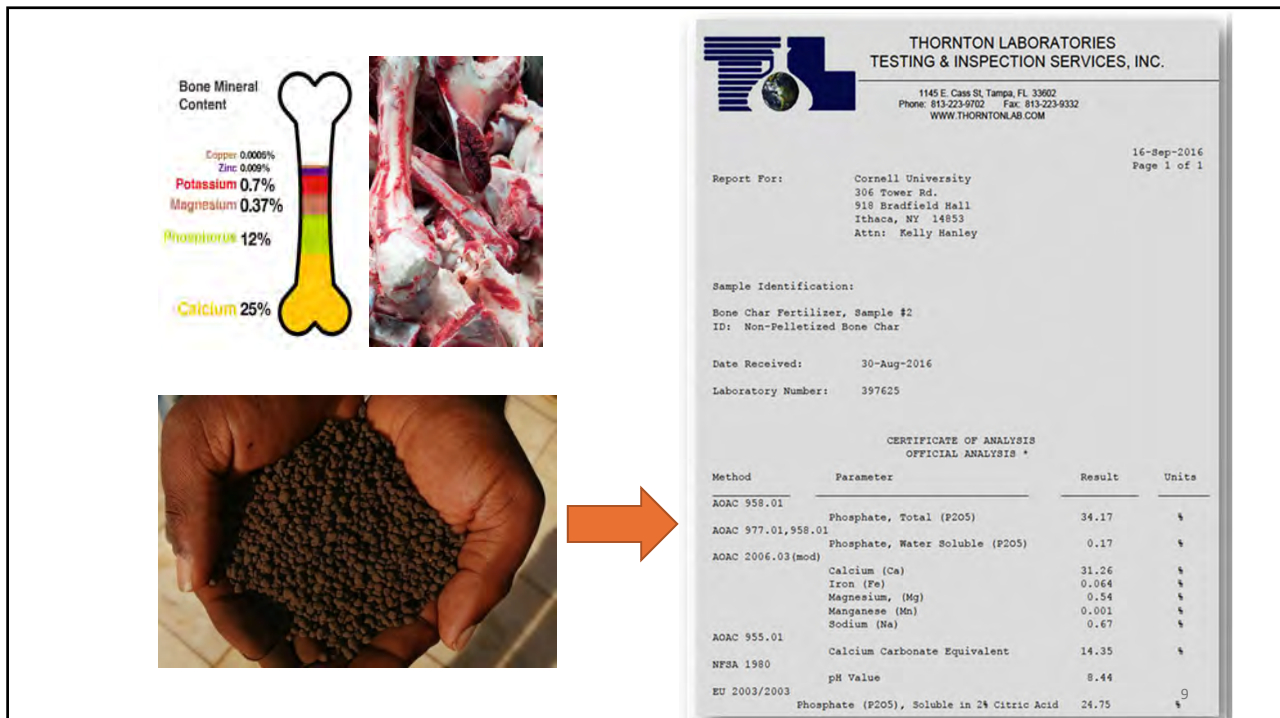 Bone Mineral
Content
Copper 0.0005%
Zinc 0.009%
Potassium 0.7%
Magnesium 0.37%
Phosphorus 12%
Calcium 25%
TL
THORNTON LABORATORIES
TESTING & INSPECTION SERVICES, INC.
1145 E. Cass St, Tampa, FL 33602
Phone: 813-223-9702 Fax: 813-223-9332
WWW.THORNTONLAB.COM
16-Sep-2016
Page 1 of 1
Report For: Cornell University
306 Tower Rd.
918 Bradfield Hall
Ithaca, NY 14853
Attn: Kelly Hanley
Sample Identification:
Bone Char Fertilizer, Sample #2
ID: Non-Pelletized Bone Char
Date Received: 30-Aug-2016
Laboratory Number: 397625
CERTIFICATE OF ANALYSIS
OFFICIAL ANALYSIS *
Method Parameter Result Units
AOAC 958.01
Phosphate, Total (P2O5) 34.17 %
AOAC 977.01,958.01
Phosphate, Water Soluble (P2O5) 0.17 %
AOAC 2006.03(mod)
Calcium (Ca) 31.26 %
Iron (Fe) 0.064 %
Magnesium, (Mg) 0.54 %
Manganese (Mn) 0.001 %
Sodium (Na) 0.67 %
AOAC 955.01
Calcium Carbonate Equivalent 14.35 %
NFSA 1980
pH Value 8.44
EU 2003/2003
Phosphate (P2O5), Soluble in 2% Citric Acid 24.75 %
9